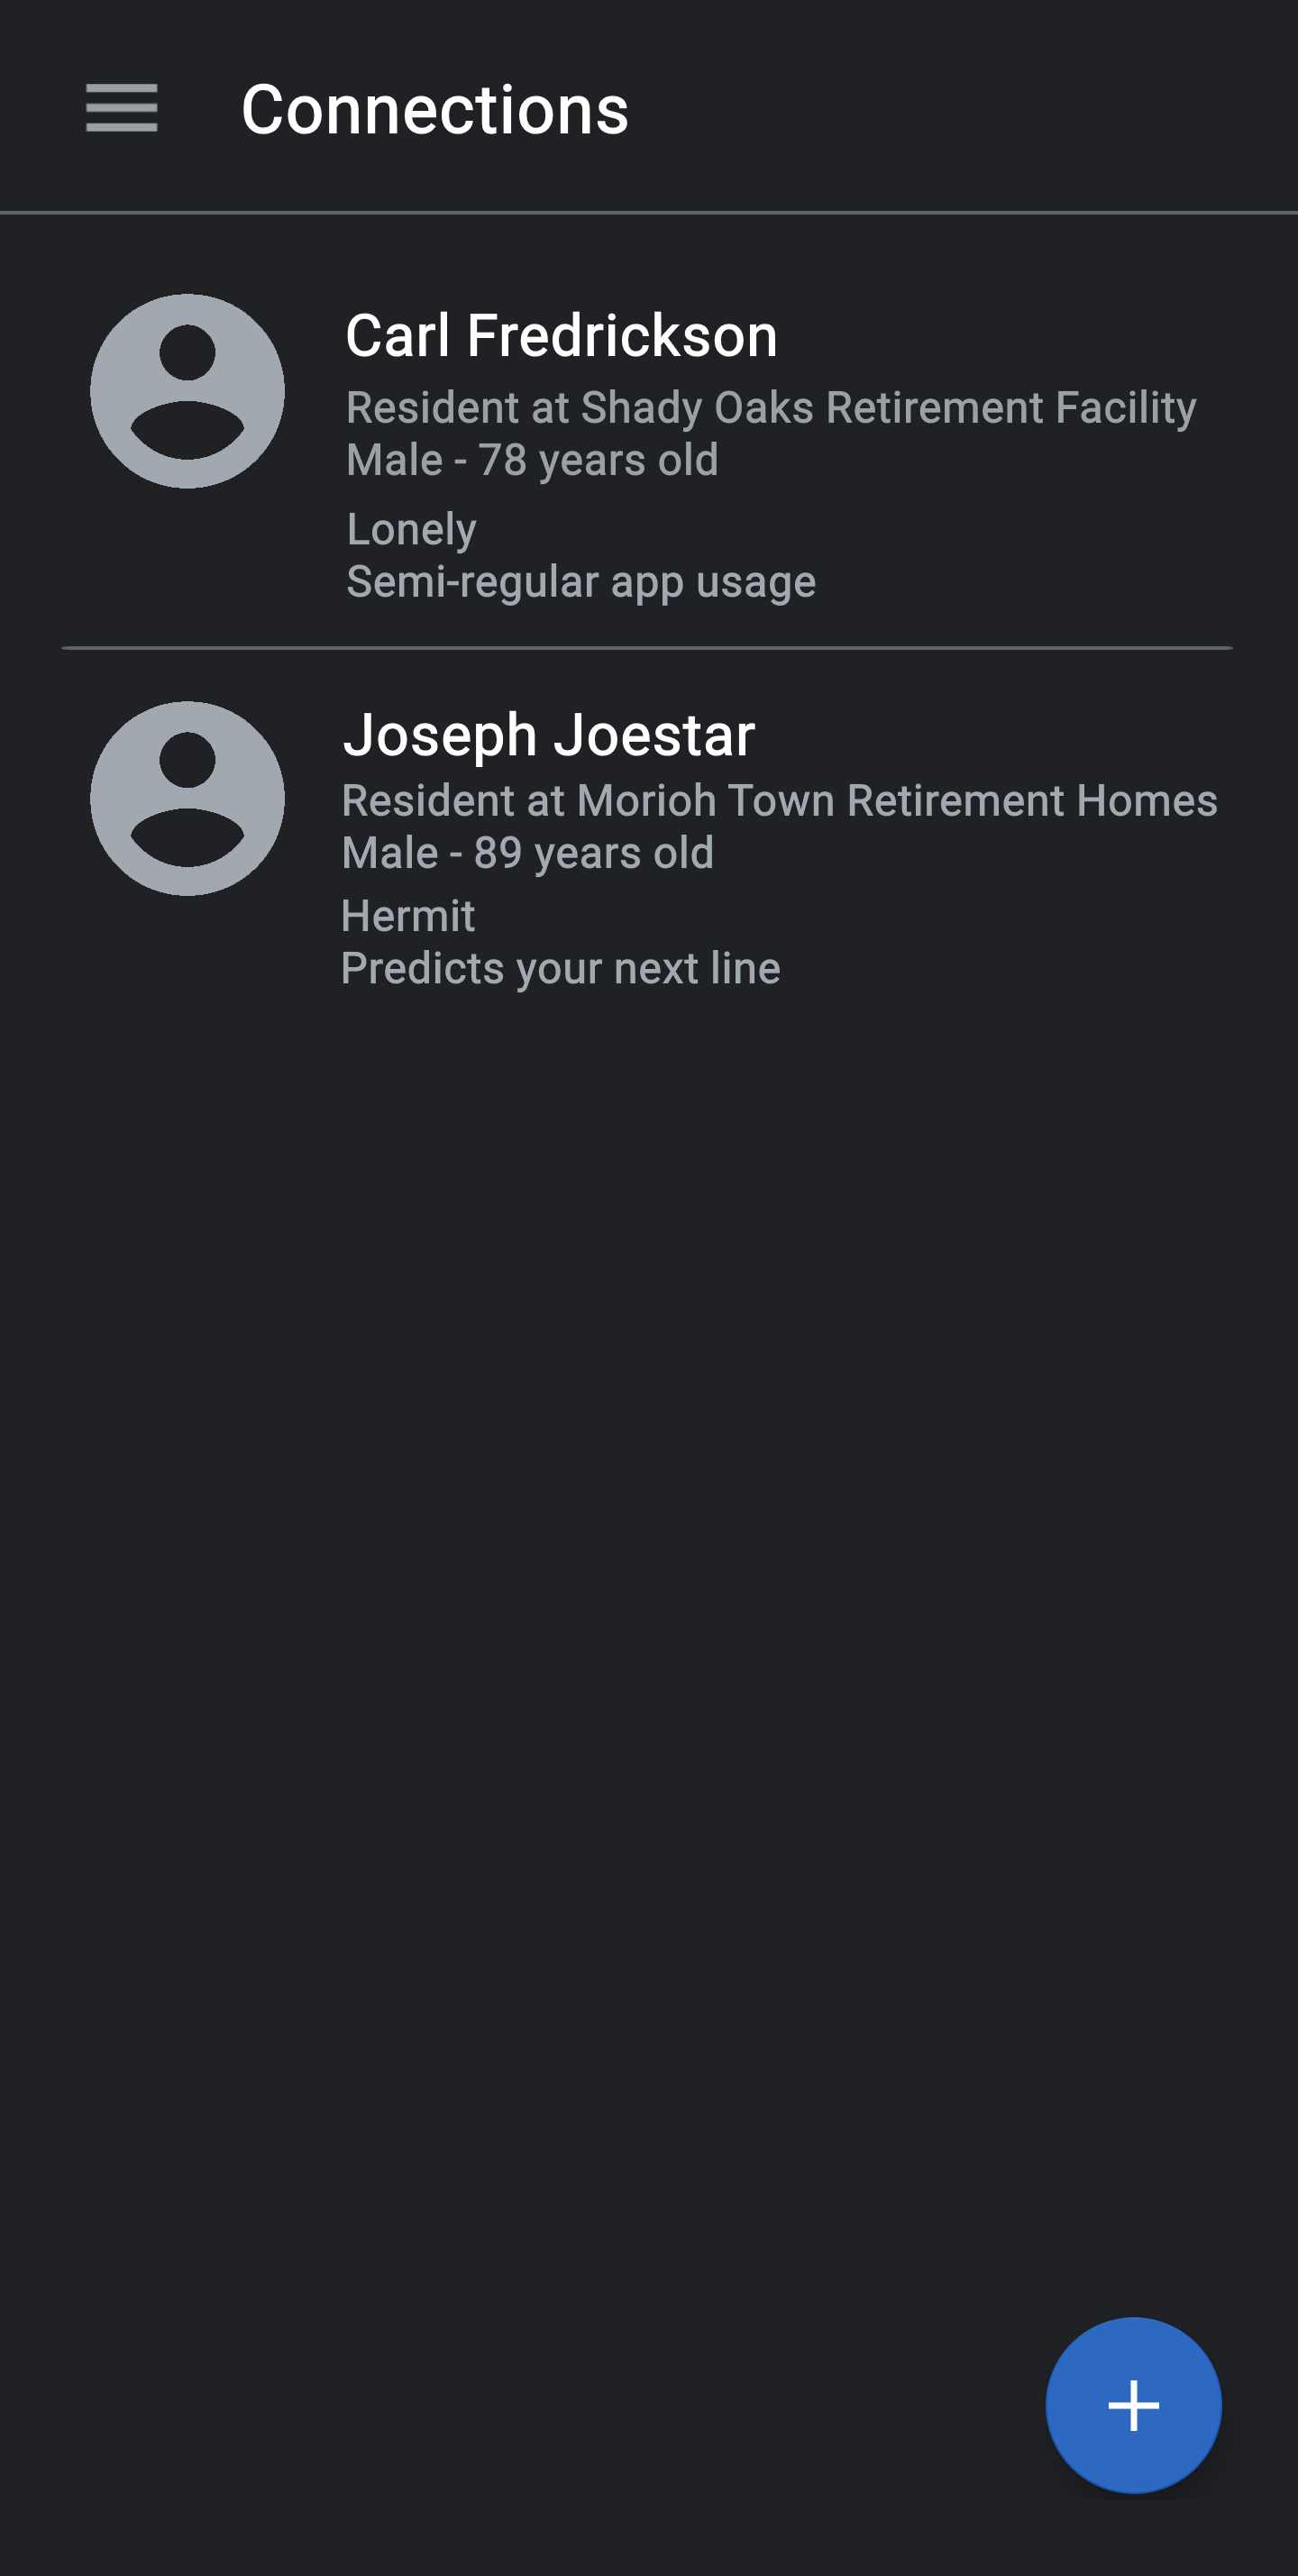 Connections
Carl Fredrickson
Resident at Shady Oaks Retirement Facility
Male - 78 years old
Lonely
Semi-regular app usage
Joseph Joestar
Resident at Morioh Town Retirement Homes
Male - 89 years old
Hermit
Predicts your next line